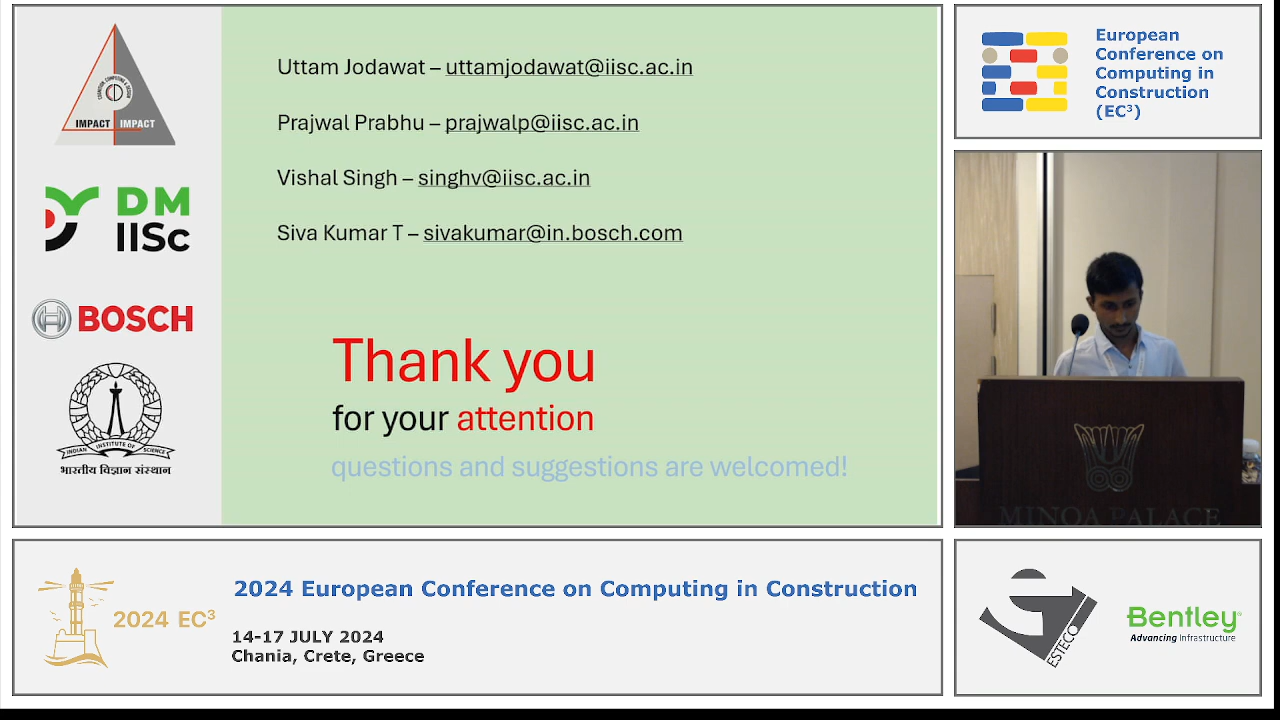 Uttam Jodawat – uttamjodawat@iisc.ac.in
Prajwal Prabhu – prajwalp@iisc.ac.in
Vishal Singh – singhv@iisc.ac.in
Siva Kumar T – sivakumar@in.bosch.com
Thank you
for your attention
questions and suggestions are welcomed!
IMPACT IMPACT
DM
IISc
BOSCH
INDIAN INSTITUTE OF SCIENCE
भारतीय विज्ञान संस्थान
European
Conference on
Computing in
Construction
(EC³)
MINOA PALACE
2024 EC³
2024 European Conference on Computing in Construction
14-17 JULY 2024
Chania, Crete, Greece
ESTECO
Bentley
Advancing Infrastructure